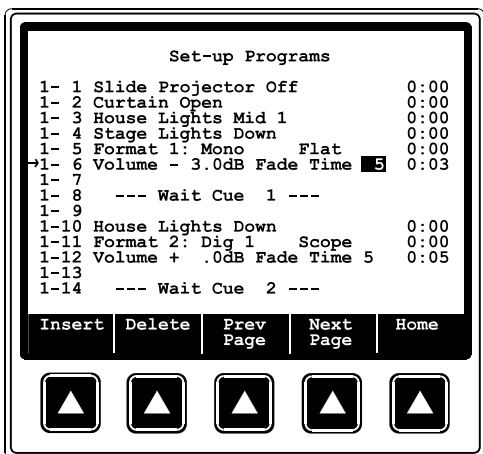 Set-up Programs
1- 1 Slide Projector Off 0:00
1- 2 Curtain Open 0:00
1- 3 House Lights Mid 1 0:00
1- 4 Stage Lights Down 0:00
1- 5 Format 1: Mono Flat 0:00
→1- 6 Volume - 3.0dB Fade Time 5 0:03
1- 7
1- 8 --- Wait Cue 1 ---
1- 9
1-10 House Lights Down 0:00
1-11 Format 2: Dig 1 Scope 0:00
1-12 Volume + .0dB Fade Time 5 0:05
1-13
1-14 --- Wait Cue 2 ---
Insert Delete Prev Page Next Page Home